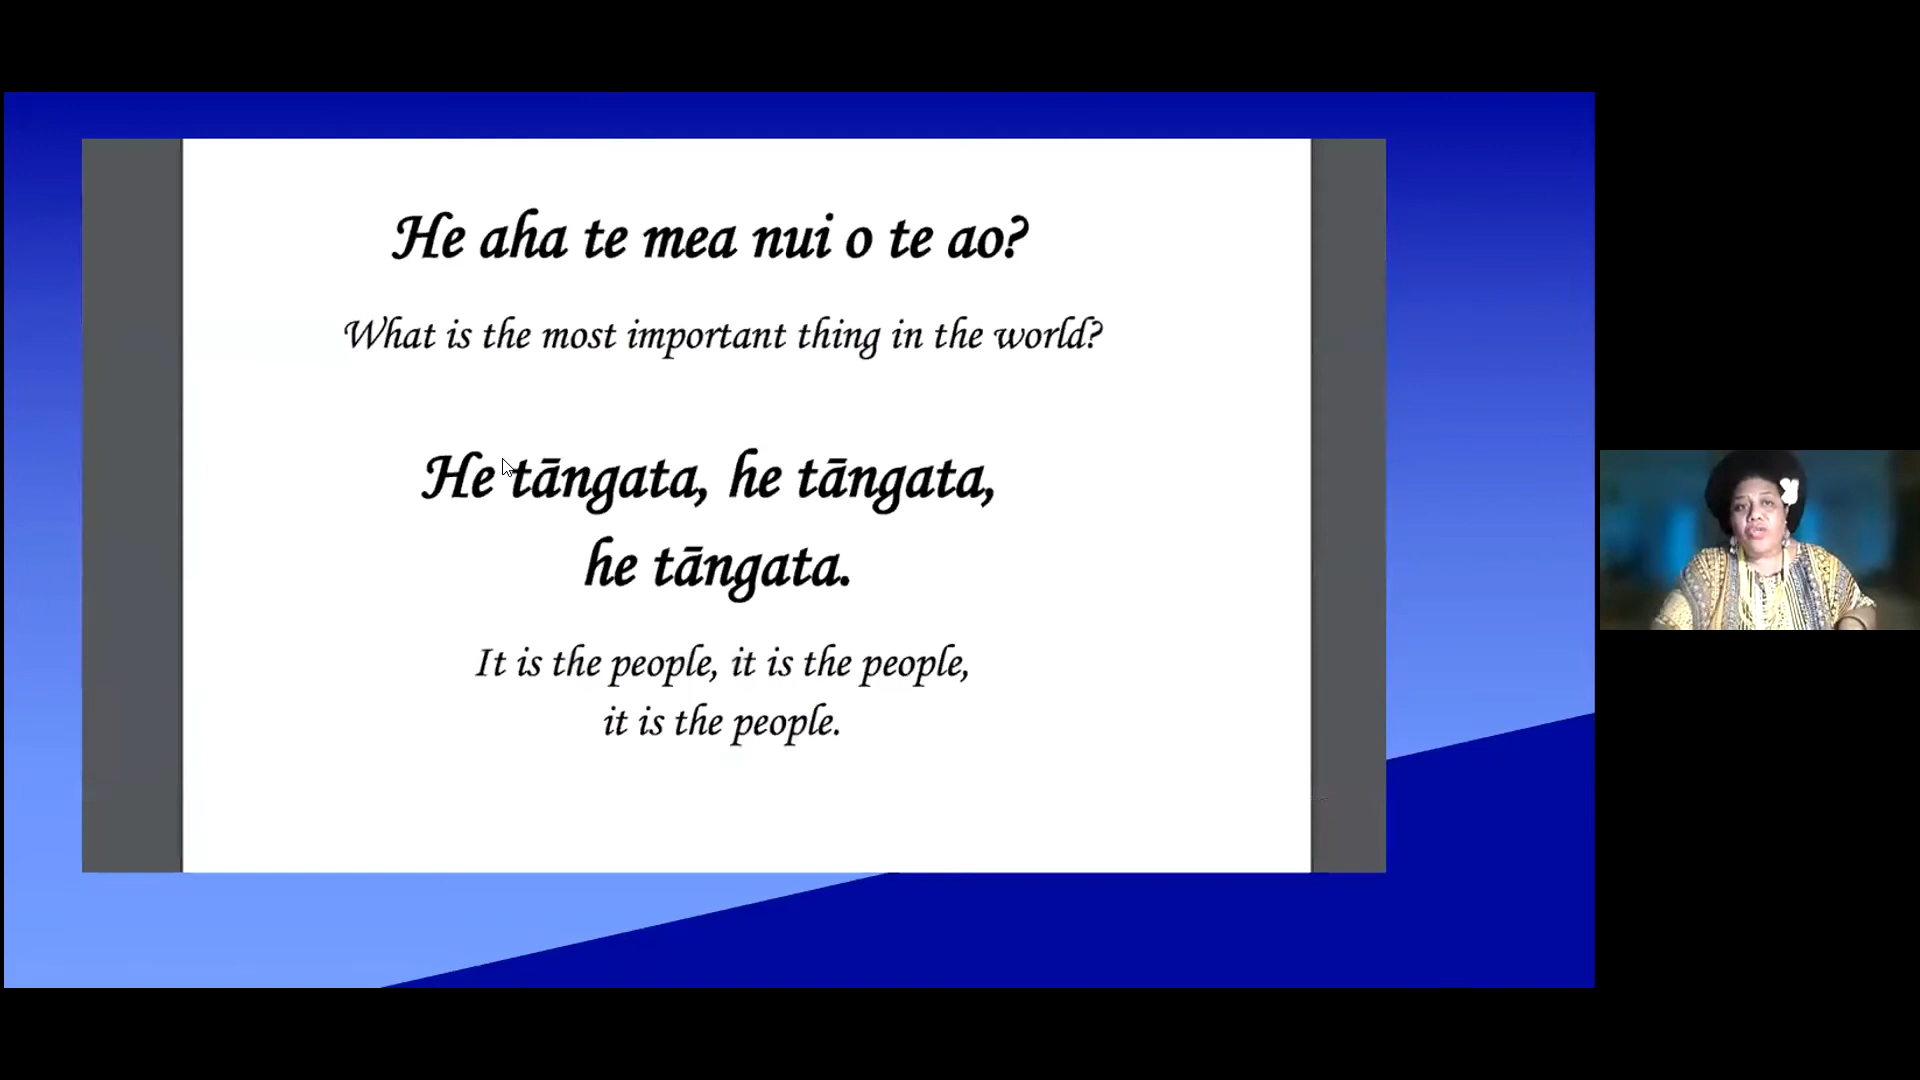 He aha te mea nui o te ao?
What is the most important thing in the world?
He tāngata, he tāngata,
he tāngata.
It is the people, it is the people,
it is the people.